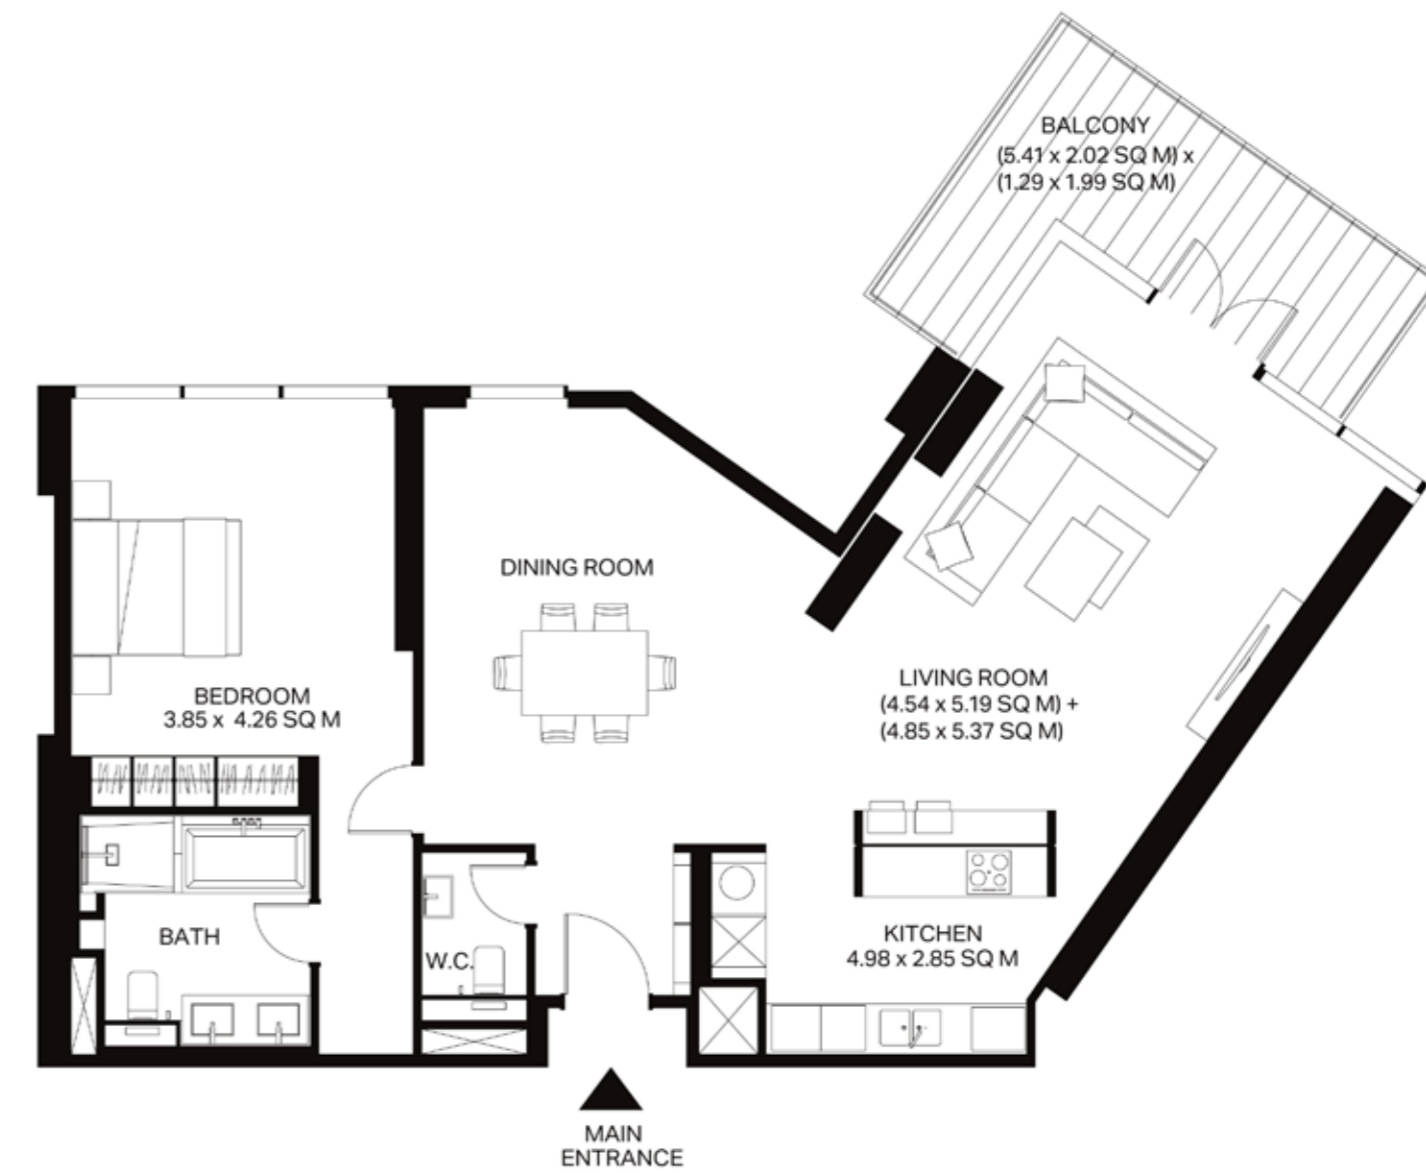 BALCONY
(5.41 x 2.02 SQ M) x
(1.29 x 1.99 SQ M)
DINING ROOM
LIVING ROOM
(4.54 x 5.19 SQ M) +
(4.85 x 5.37 SQ M)
BEDROOM
3.85 x 4.26 SQ M
BATH
W.C.
KITCHEN
4.98 x 2.85 SQ M
MAIN
ENTRANCE